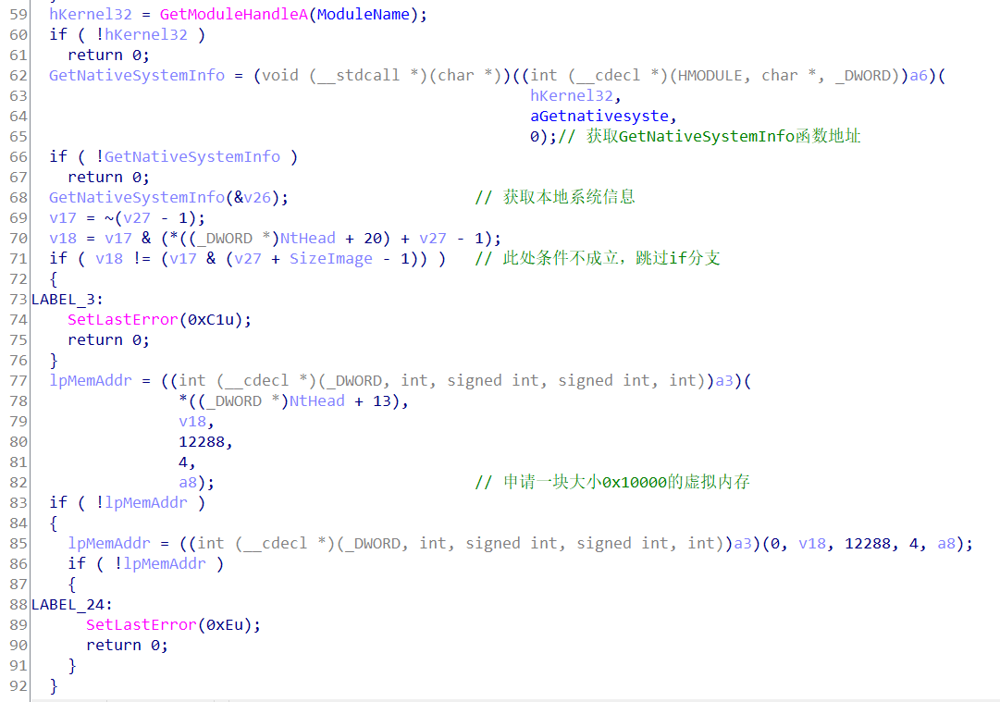 59 hKernel32 = GetModuleHandleA(ModuleName);
60 if ( !hKernel32 )
61 return 0;
62 GetNativeSystemInfo = (void (__stdcall *)(char *))((int (__cdecl *)(HMODULE, char *, _DWORD))a6)(
63 hKernel32,
64 aGetnativesyste,
65 0);// 获取GetNativeSystemInfo函数地址
66 if ( !GetNativeSystemInfo )
67 return 0;
68 GetNativeSystemInfo(&v26); // 获取本地系统信息
69 v17 = ~(v27 - 1);
70 v18 = v17 & (*((_DWORD *)NtHead + 20) + v27 - 1);
71 if ( v18 != (v17 & (v27 + SizeImage - 1)) ) // 此处条件不成立，跳过if分支
72 {
73 LABEL_3:
74 SetLastError(0xC1u);
75 return 0;
76 }
77 lpMemAddr = ((int (__cdecl *)(_DWORD, int, signed int, signed int, int))a3)(
78 *((_DWORD *)NtHead + 13),
79 v18,
80 12288,
81 4,
82 a8); // 申请一块大小0x10000的虚拟内存
83 if ( !lpMemAddr )
84 {
85 lpMemAddr = ((int (__cdecl *)(_DWORD, int, signed int, signed int, int))a3)(0, v18, 12288, 4, a8);
86 if ( !lpMemAddr )
87 {
88 LABEL_24:
89 SetLastError(0xEu);
90 return 0;
91 }
92 }